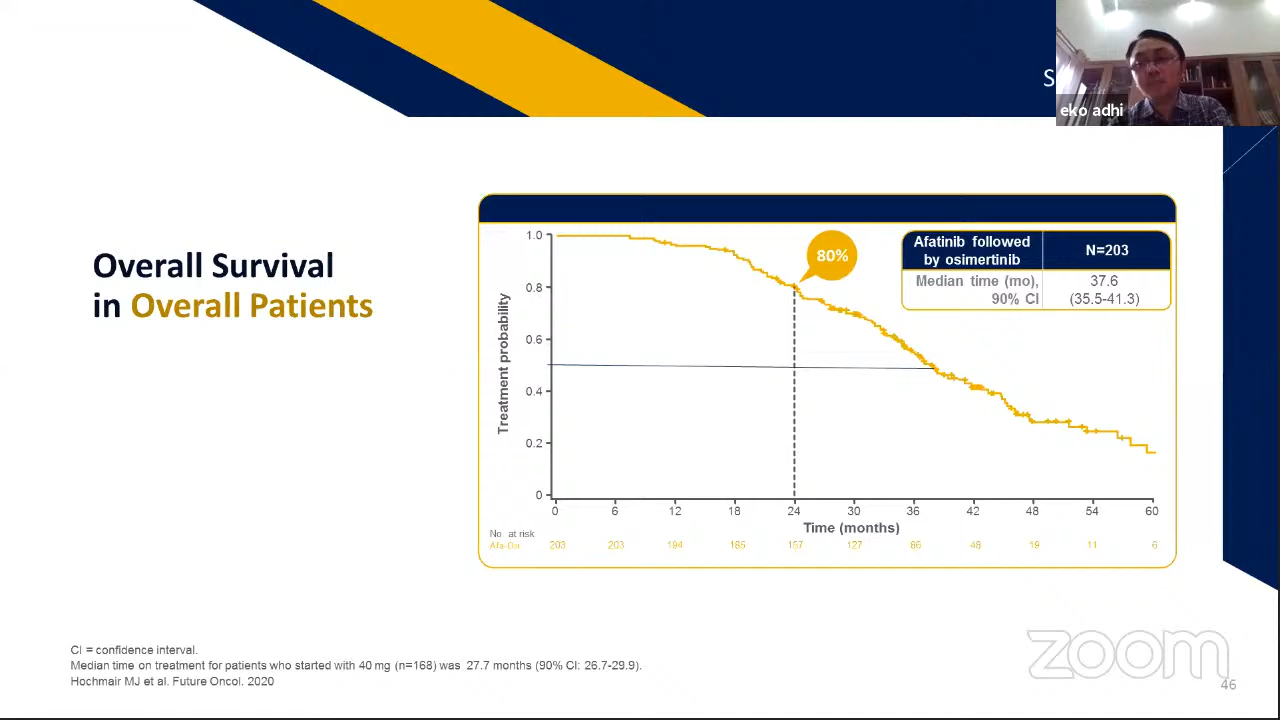 S
eko adhi
Overall Survival
in Overall Patients
Afatinib followed
by osimertinib
N=203
Median time (mo),
90% CI
37.6
(35.5-41.3)
80%
Treatment probability
1.0
0.8
0.6
0.4
0.2
0
0 6 12 18 24 30 36 42 48 54 60
Time (months)
No. at risk
Afa-Osi 203 203 194 185 157 127 86 48 19 11 6
CI = confidence interval.
Median time on treatment for patients who started with 40 mg (n=168) was 27.7 months (90% CI: 26.7-29.9).
Hochmair MJ et al. Future Oncol. 2020
zoom
46